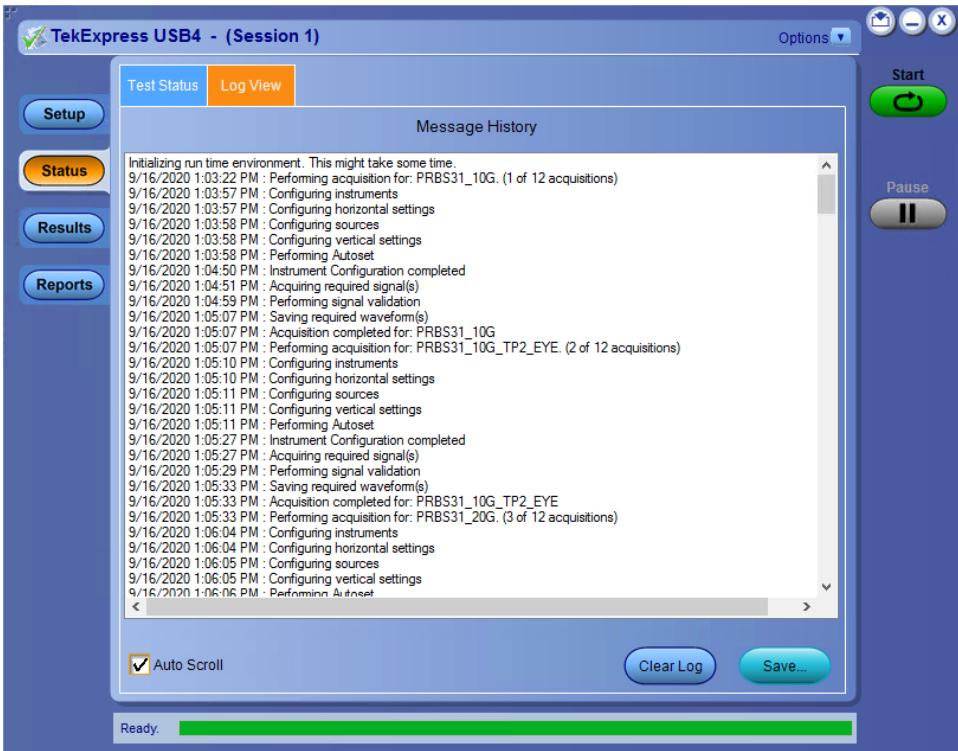 TekExpress USB4 - (Session 1)
Options
Start
Pause
Setup
Status
Results
Reports
Test Status
Log View
Message History
Initializing run time environment. This might take some time.
9/16/2020 1:03:22 PM : Performing acquisition for: PRBS31_10G. (1 of 12 acquisitions)
9/16/2020 1:03:57 PM : Configuring instruments
9/16/2020 1:03:57 PM : Configuring horizontal settings
9/16/2020 1:03:58 PM : Configuring sources
9/16/2020 1:03:58 PM : Configuring vertical settings
9/16/2020 1:03:58 PM : Performing Autoset
9/16/2020 1:04:50 PM : Instrument Configuration completed
9/16/2020 1:04:51 PM : Acquiring required signal(s)
9/16/2020 1:04:59 PM : Performing signal validation
9/16/2020 1:05:07 PM : Saving required waveform(s)
9/16/2020 1:05:07 PM : Acquisition completed for: PRBS31_10G
9/16/2020 1:05:07 PM : Performing acquisition for: PRBS31_10G_TP2_EYE. (2 of 12 acquisitions)
9/16/2020 1:05:10 PM : Configuring instruments
9/16/2020 1:05:10 PM : Configuring horizontal settings
9/16/2020 1:05:11 PM : Configuring sources
9/16/2020 1:05:11 PM : Configuring vertical settings
9/16/2020 1:05:11 PM : Performing Autoset
9/16/2020 1:05:27 PM : Instrument Configuration completed
9/16/2020 1:05:27 PM : Acquiring required signal(s)
9/16/2020 1:05:29 PM : Performing signal validation
9/16/2020 1:05:33 PM : Saving required waveform(s)
9/16/2020 1:05:33 PM : Acquisition completed for: PRBS31_10G_TP2_EYE
9/16/2020 1:05:33 PM : Performing acquisition for: PRBS31_20G. (3 of 12 acquisitions)
9/16/2020 1:06:04 PM : Configuring instruments
9/16/2020 1:06:04 PM : Configuring horizontal settings
9/16/2020 1:06:05 PM : Configuring sources
9/16/2020 1:06:05 PM : Configuring vertical settings
9/16/2020 1:06:06 PM : Performing Autoset
Auto Scroll
Clear Log
Save...
Ready.